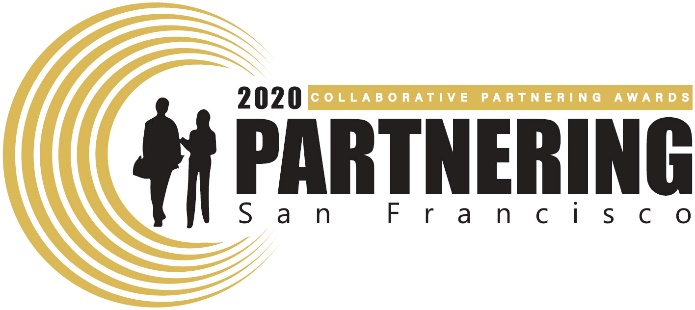 2020 COLLABORATIVE PARTNERING AWARDS
PARTNERING
San Francisco